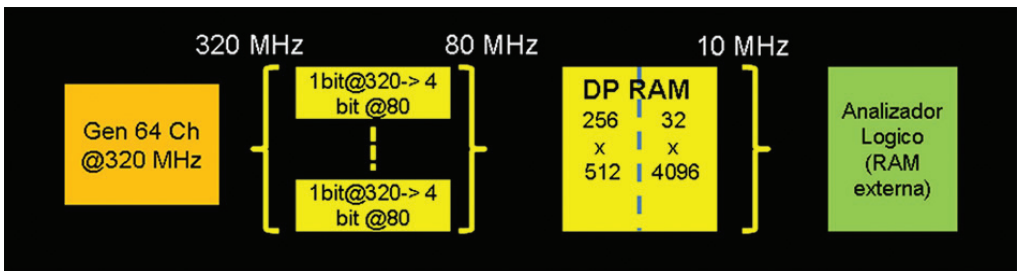 320 MHz
80 MHz
10 MHz
Gen 64 Ch
@320 MHz
1bit@320-> 4
bit @80
1bit@320-> 4
bit @80
DP RAM
256 32
x x
512 4096
Analizador
Logico
(RAM
externa)